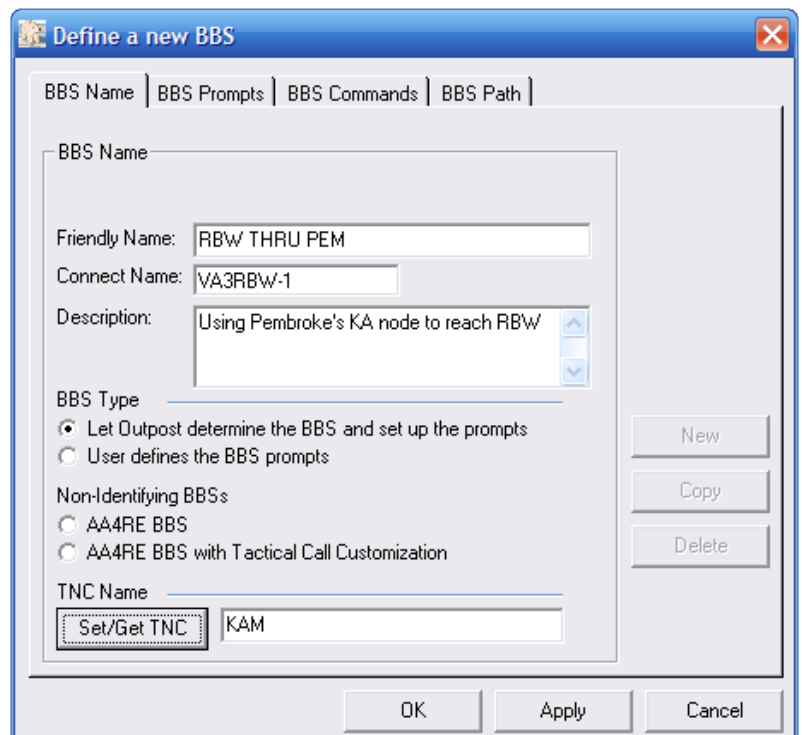 Define a new BBS
BBS Name BBS Prompts BBS Commands BBS Path
BBS Name
Friendly Name: RBW THRU PEM
Connect Name: VA3RBW-1
Description: Using Pembroke's KA node to reach RBW
BBS Type
Let Outpost determine the BBS and set up the prompts
User defines the BBS prompts
New
Non-Identifying BBSs
Copy
AA4RE BBS
AA4RE BBS with Tactical Call Customization
Delete
TNC Name
Set/Get TNC KAM
OK Apply Cancel